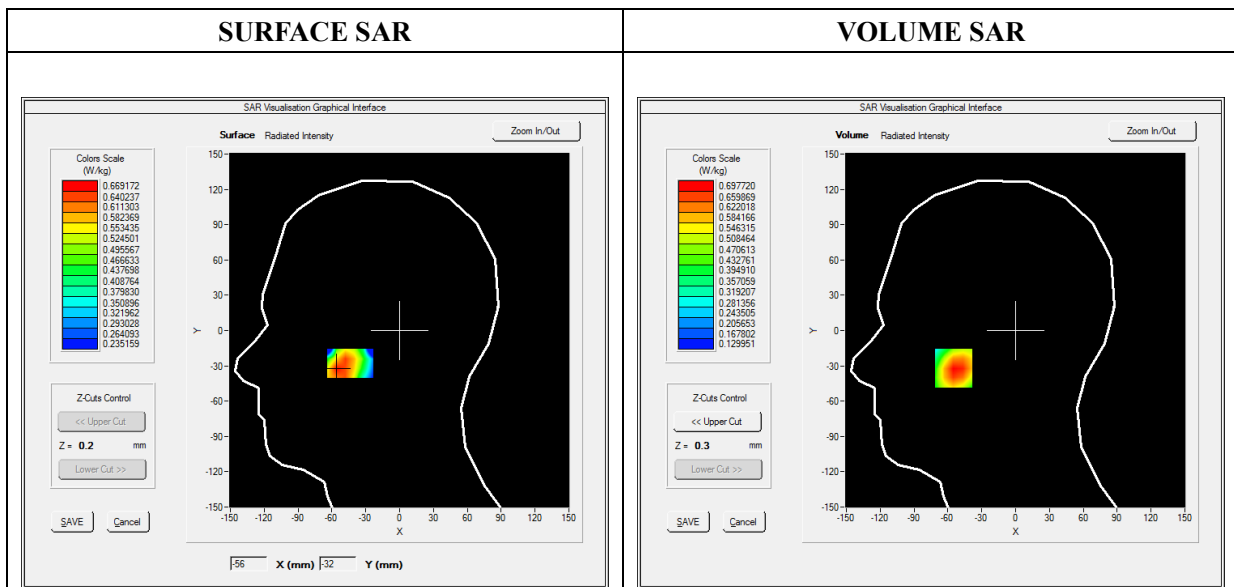 SURFACE SAR
VOLUME SAR
SAR Visualisation Graphical Interface
Surface Radiated Intensity
Zoom In/Out
Colors Scale
(W/kg)
0.669172
0.640237
0.611303
0.582369
0.553435
0.524501
0.495567
0.466633
0.437698
0.408764
0.379830
0.350896
0.321962
0.293028
0.264093
0.235159
Z-Cuts Control
<< Upper Cut
Z = 0.2 mm
Lower Cut >>
SAVE Cancel
150
120
90
60
30
0
-30
-60
-90
-120
-150
Y
-150 -120 -90 -60 -30 0 30 60 90 120 150
X
-56 X (mm) -32 Y (mm)
SAR Visualisation Graphical Interface
Volume Radiated Intensity
Zoom In/Out
Colors Scale
(W/kg)
0.697720
0.659869
0.622018
0.584166
0.546315
0.508464
0.470613
0.432761
0.394910
0.357059
0.319207
0.281356
0.243505
0.205653
0.167802
0.129951
Z-Cuts Control
<< Upper Cut
Z = 0.3 mm
Lower Cut >>
SAVE Cancel
150
120
90
60
30
0
-30
-60
-90
-120
-150
Y
-150 -120 -90 -60 -30 0 30 60 90 120 150
X